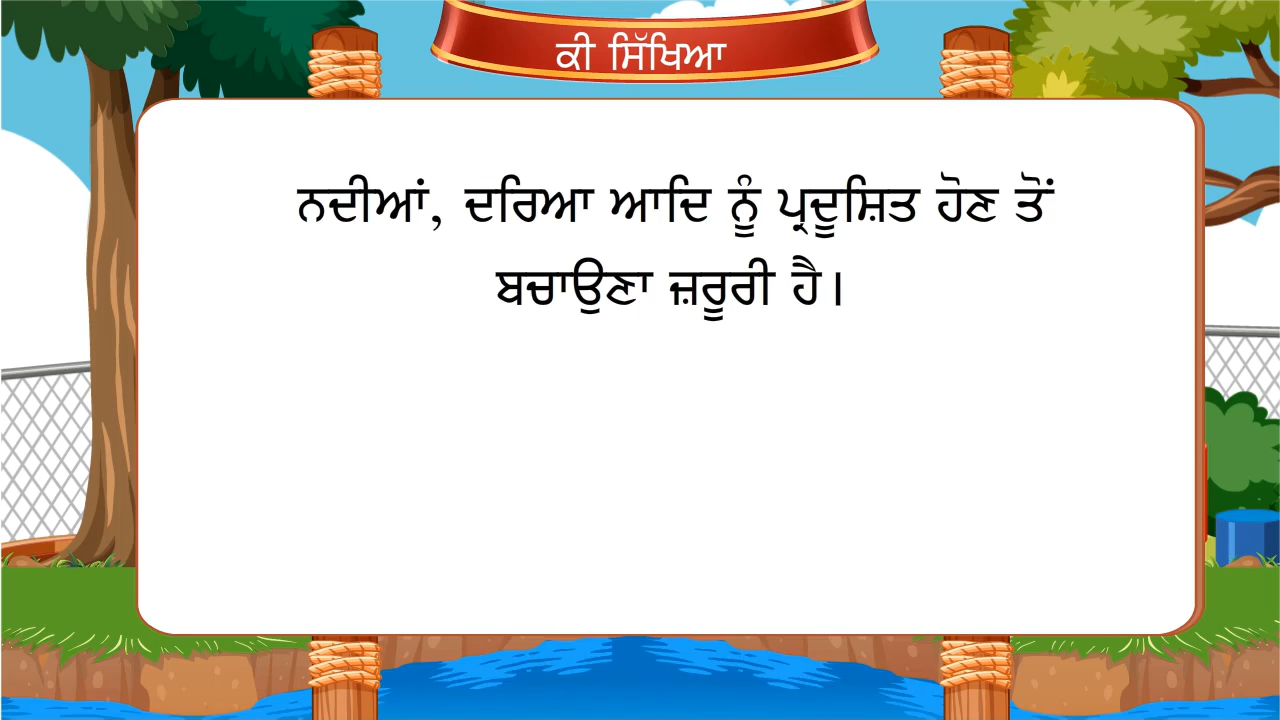 ਕੀ ਸਿੱਖਿਆ
ਨਦੀਆਂ, ਦਰਿਆ ਆਦਿ ਨੂੰ ਪ੍ਰਦੂਸ਼ਿਤ ਹੋਣ ਤੋਂ
ਬਚਾਉਣਾ ਜ਼ਰੂਰੀ ਹੈ।